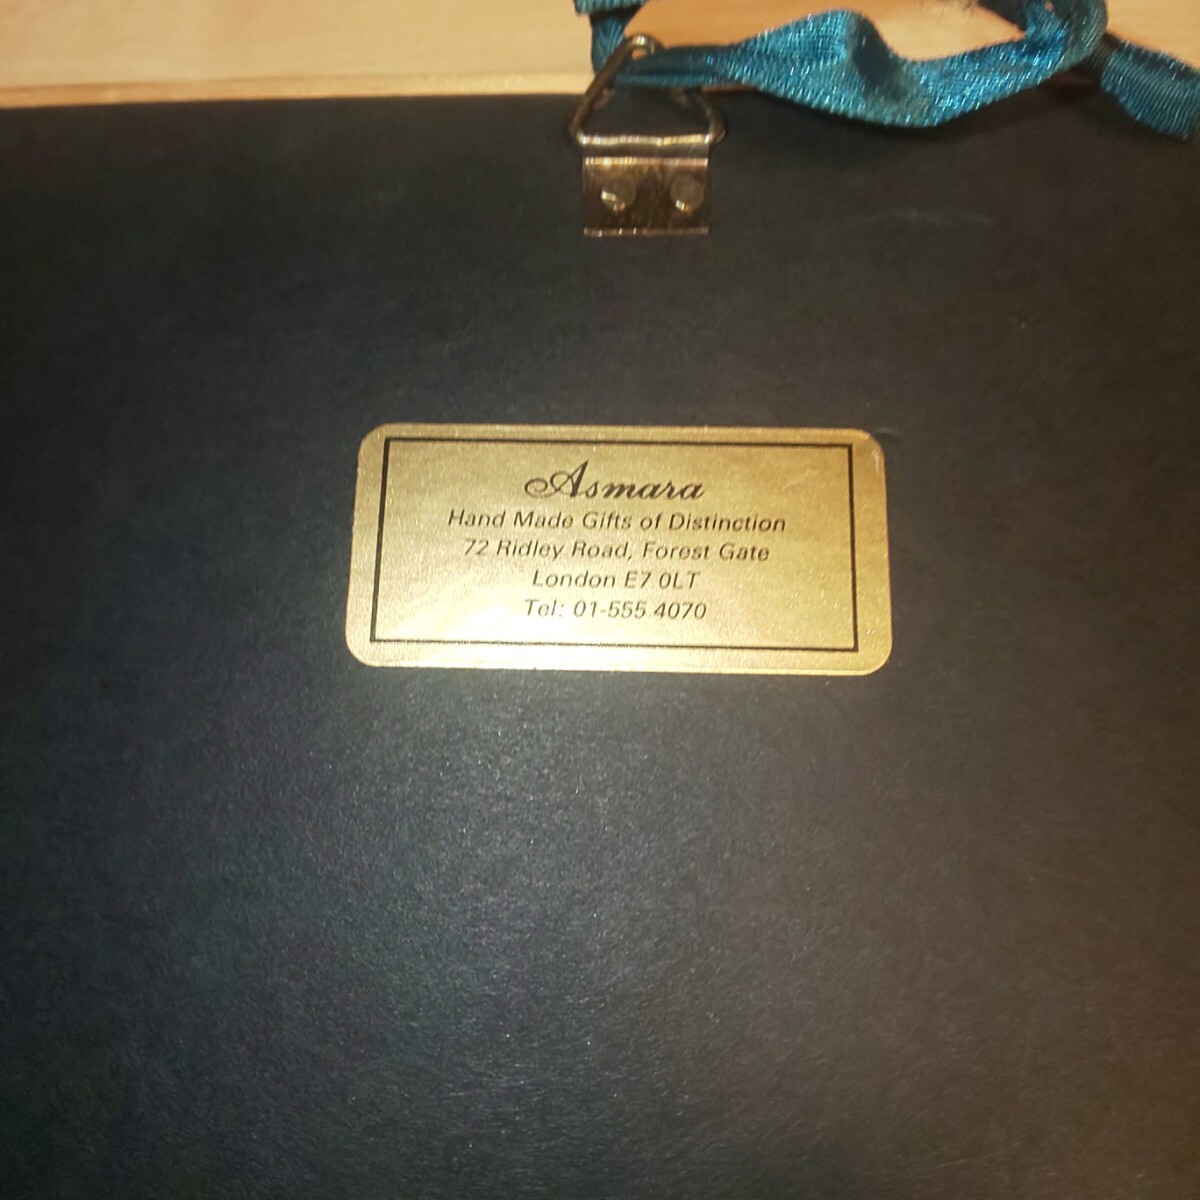 Asmara
Hand Made Gifts of Distinction
72 Ridley Road, Forest Gate
London E7 0LT
Tel: 01-555 4070